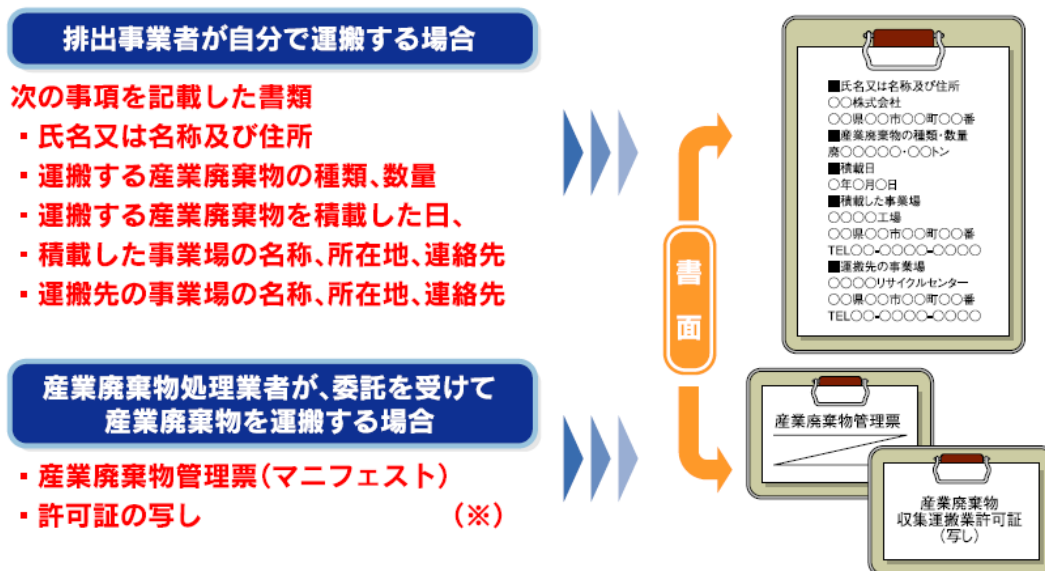 排出事業者が自分で運搬する場合
次の事項を記載した書類
・氏名又は名称及び住所
・運搬する産業廃棄物の種類、数量
・運搬する産業廃棄物を積載した日、
・積載した事業場の名称、所在地、連絡先
・運搬先の事業場の名称、所在地、連絡先
産業廃棄物処理業者が、委託を受けて
産業廃棄物を運搬する場合
・産業廃棄物管理票（マニフェスト）
・許可証の写し　　　　　　（※）
書面
■氏名又は名称及び住所
○○株式会社
○○県○○市○○町○○番
■産業廃棄物の種類・数量
廃○○○○○・○○トン
■積載日
○年○月○日
■積載した事業場
○○○○工場
○○県○○市○○町○○番
TEL○○-○○○○-○○○○
■運搬先の事業場
○○○○リサイクルセンター
○○県○○市○○町○○番
TEL○○-○○○○-○○○○
産業廃棄物管理票
産業廃棄物
収集運搬業許可証
（写し）